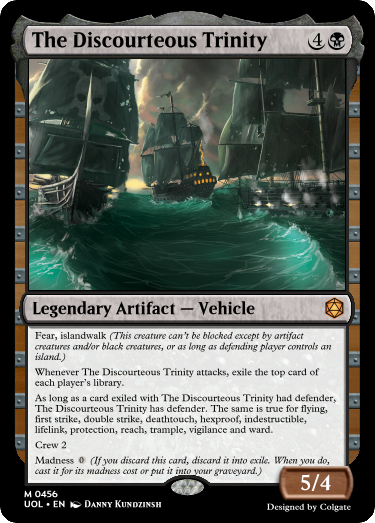 The Discourteous Trinity 4
Legendary Artifact — Vehicle
Fear, islandwalk (This creature can't be blocked except by artifact
creatures and/or black creatures, or as long as defending player controls an
island.)
Whenever The Discourteous Trinity attacks, exile the top card of
each player's library.
As long as a card exiled with The Discourteous Trinity had defender,
The Discourteous Trinity has defender. The same is true for flying,
first strike, double strike, deathtouch, hexproof, indestructible,
lifelink, protection, reach, trample, vigilance and ward.
Crew 2
Madness (If you discard this card, discard it into exile. When you do,
cast it for its madness cost or put it into your graveyard.)
5/4
M 0456
UOL • EN Danny Kundzinsh
Designed by Colgate